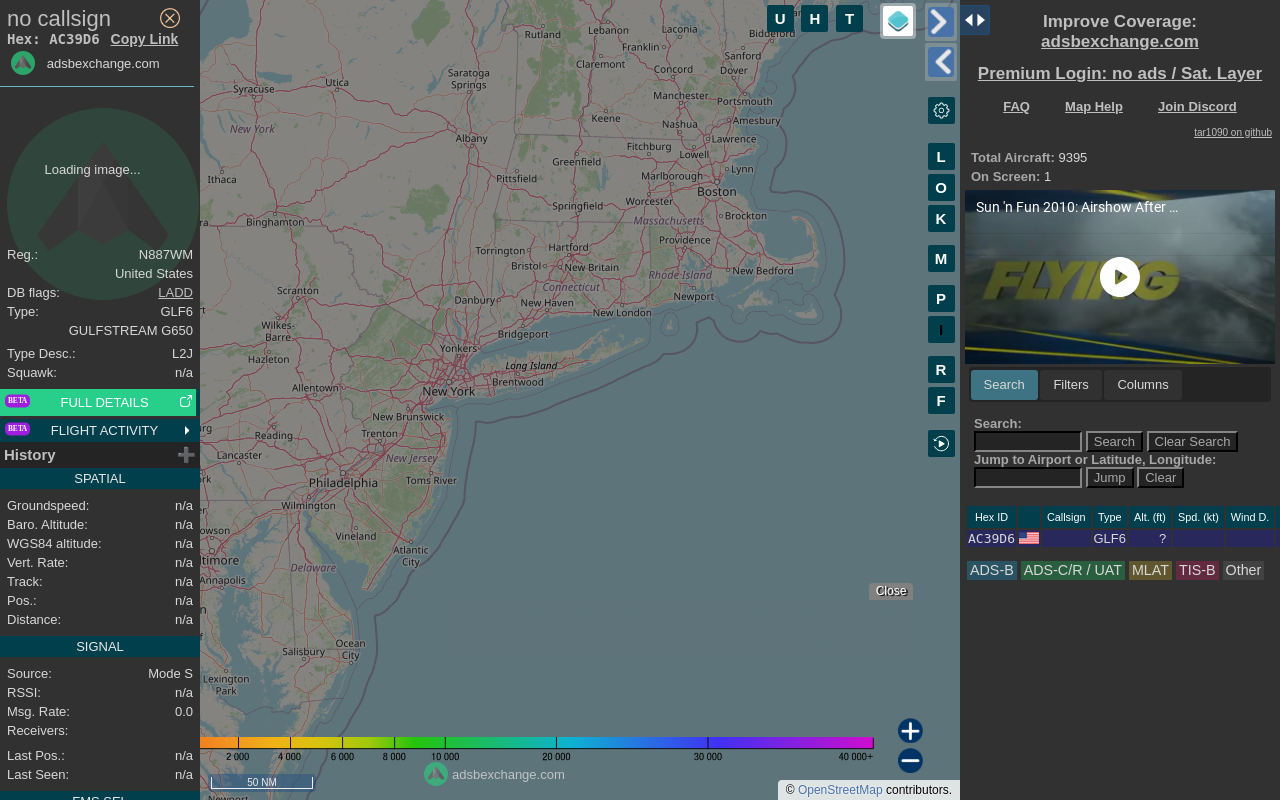 no callsign
Hex: AC39D6 Copy Link
adsbexchange.com
Loading image...
Reg.: N887WM
United States
DB flags: LADD
Type: GLF6
GULFSTREAM G650
Type Desc.: L2J
Squawk: n/a
BETA FULL DETAILS
BETA FLIGHT ACTIVITY
History
SPATIAL
Groundspeed: n/a
Baro. Altitude: n/a
WGS84 altitude: n/a
Vert. Rate: n/a
Track: n/a
Pos.: n/a
Distance: n/a
SIGNAL
Source: Mode S
RSSI: n/a
Msg. Rate: 0.0
Receivers:
Last Pos.: n/a
Last Seen: n/a
FMS SEL
U H T
L
O
K
M
P
I
R
F
Rutland
Lebanon
Laconia
Biddeford
Franklin
Sanford
Claremont
Concord
Dover
Utica
Saratoga
Springs
Syracuse
Manchester
Portsmouth
Keene
Nashua
Amesbury
New York
Albany
Fitchburg
Lawrence
Greenfield
Lowell
Ithaca
Pittsfield
Marlborough
Lynn
Boston
Springfield
Worcester
Binghamton
Massachusetts
Brockton
Torrington
Hartford
Providence
Bristol
New Britain
Rhode Island
New Bedford
Connecticut
Scranton
Danbury
New Haven
Newport
New London
Wilkes-
Barre
Bridgeport
Hazleton
Yonkers
Long Island
Allentown
New York
Brentwood
New Brunswick
Reading
Trenton
Lancaster
New Jersey
Philadelphia
Toms River
Wilmington
Vineland
Atlantic
City
Annapolis
Delaware
Ocean
City
Salisbury
Lexington
Park
Close
2 000 4 000 6 000 8 000 10 000 20 000 30 000 40 000+
50 NM
adsbexchange.com
© OpenStreetMap contributors.
Improve Coverage:
adsbexchange.com
Premium Login: no ads / Sat. Layer
FAQ Map Help Join Discord
tar1090 on github
Total Aircraft: 9395
On Screen: 1
Sun 'n Fun 2010: Airshow After ...
FLYING
Search Filters Columns
Search:
Search Clear Search
Jump to Airport or Latitude, Longitude:
Jump Clear
Hex ID Callsign Type Alt. (ft) Spd. (kt) Wind D.
AC39D6 GLF6 ?
ADS-B ADS-C/R / UAT MLAT TIS-B Other